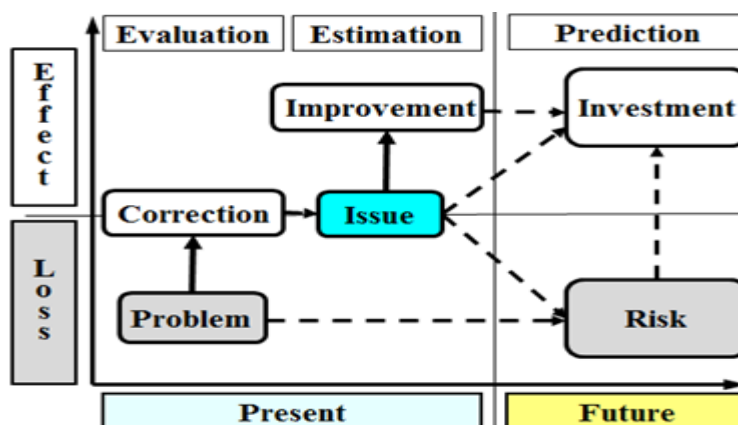 Evaluation
Estimation
Prediction
Effect
Improvement
Investment
Correction
Issue
Loss
Problem
Risk
Present
Future